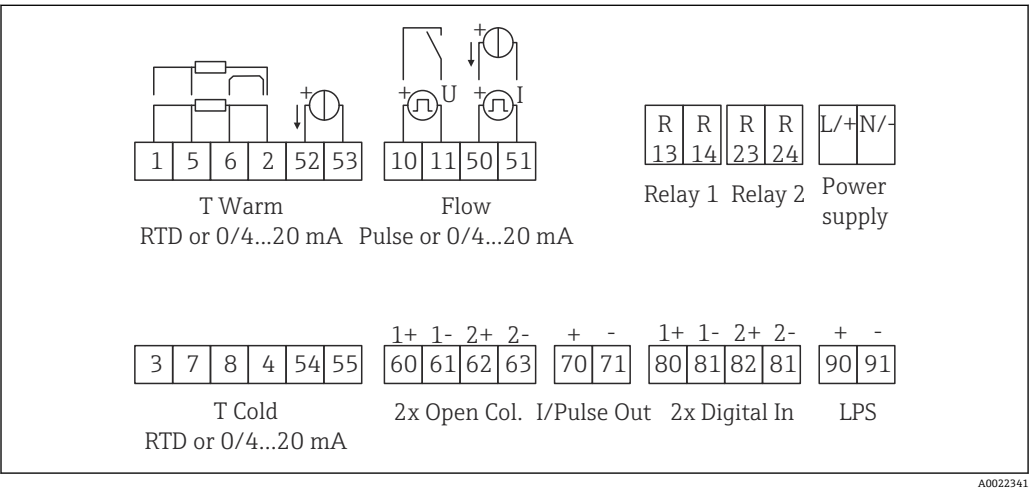 + U + I
+
+
1 5 6 2 52 53 10 11 50 51
R R R R L/+ N/-
13 14 23 24
T Warm Flow Relay 1 Relay 2 Power supply
RTD or 0/4...20 mA Pulse or 0/4...20 mA
1+ 1- 2+ 2- + - 1+ 1- 2+ 2- + -
3 7 8 4 54 55 60 61 62 63 70 71 80 81 82 81 90 91
T Cold 2x Open Col. I/Pulse Out 2x Digital In LPS
RTD or 0/4...20 mA
A0022341